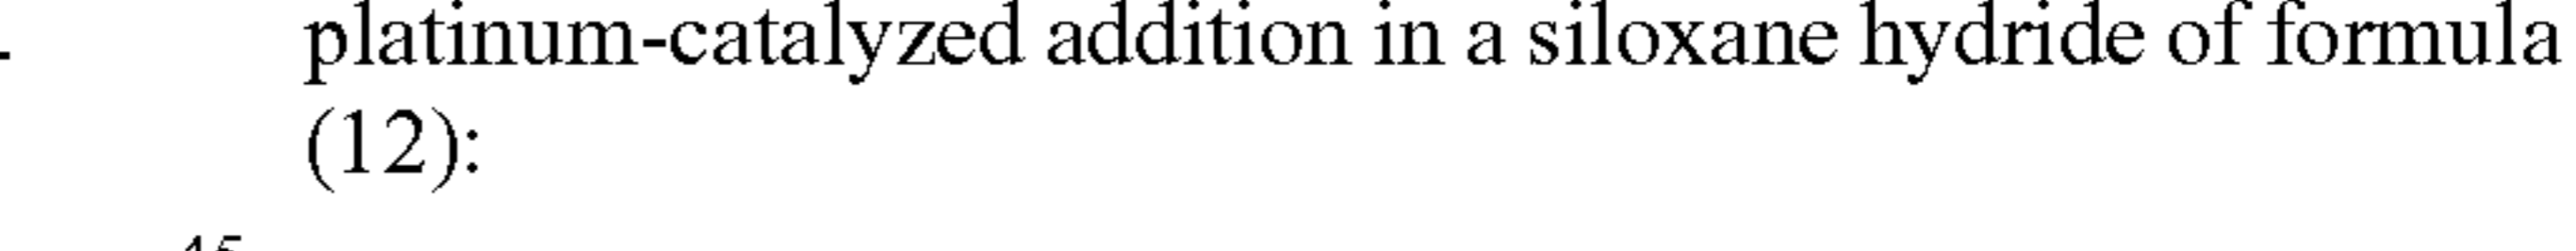 platinum-catalyzed addition in a siloxane hydride of formula
(12):